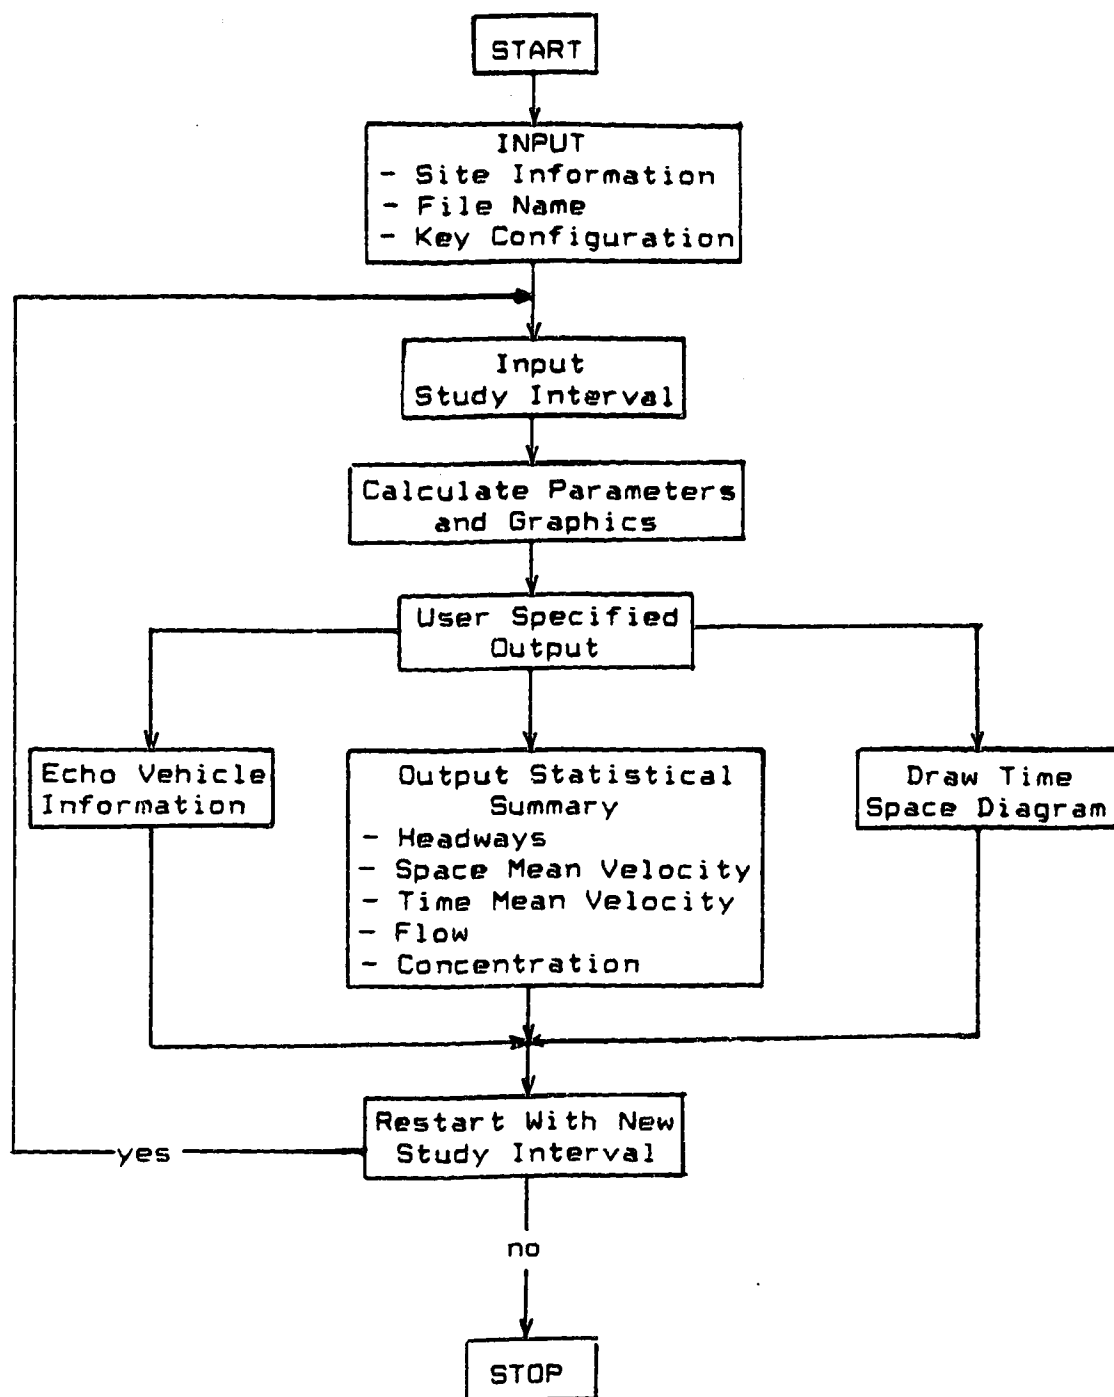 START
INPUT
- Site Information
- File Name
- Key Configuration
Input
Study Interval
Calculate Parameters
and Graphics
User Specified
Output
Echo Vehicle
Information
Output Statistical
Summary
- Headways
- Space Mean Velocity
- Time Mean Velocity
- Flow
- Concentration
Draw Time
Space Diagram
Restart With New
Study Interval
yes
no
STOP